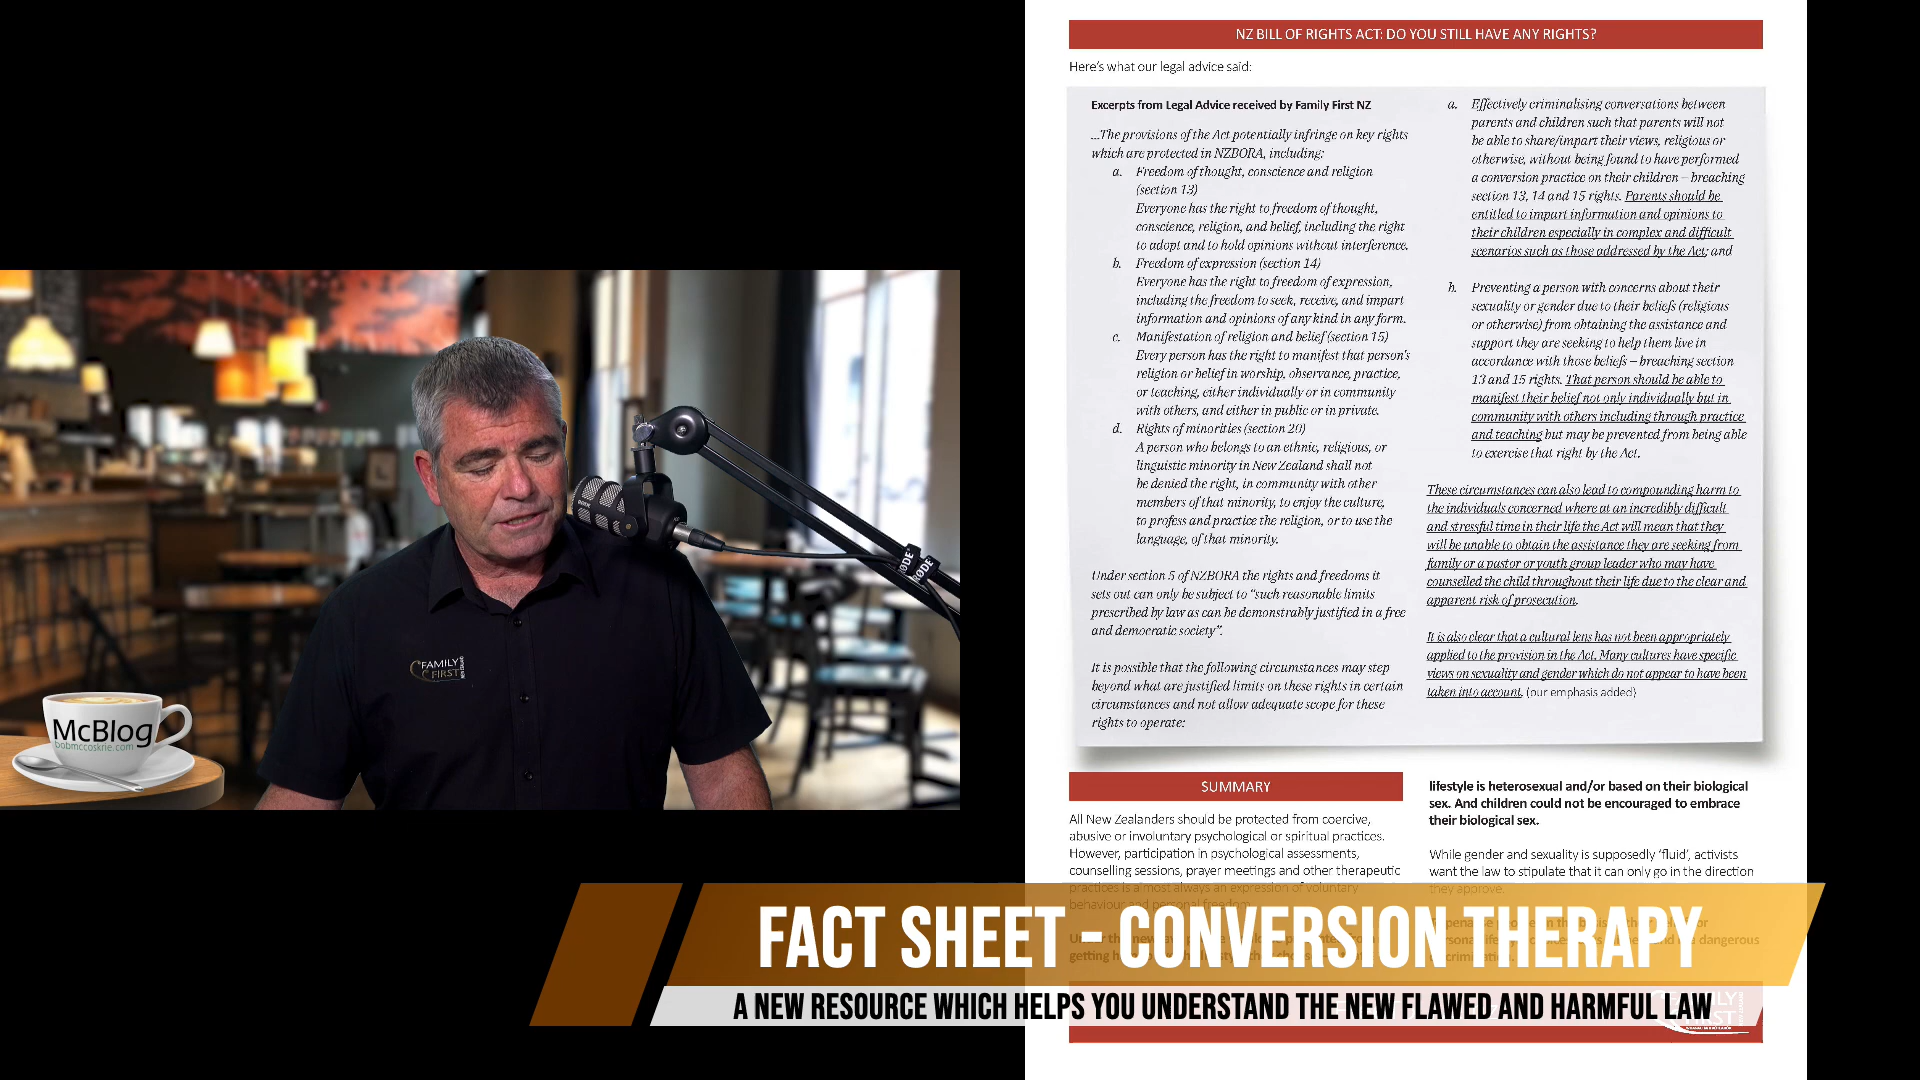 NZ BILL OF RIGHTS ACT: DO YOU STILL HAVE ANY RIGHTS?
Here's what our legal advice said:
Excerpts from Legal Advice received by Family First NZ
...The provisions of the Act potentially infringe on key rights
which are protected in NZBORA, including:
a. Freedom of thought, conscience and religion
(section 13)
Everyone has the right to freedom of thought,
conscience, religion, and belief, including the right
to adopt and to hold opinions without interference.
b. Freedom of expression (section 14)
Everyone has the right to freedom of expression,
including the freedom to seek, receive, and impart
information and opinions of any kind in any form.
c. Manifestation of religion and belief (section 15)
Every person has the right to manifest that person's
religion or belief in worship, observance, practice,
or teaching, either individually or in community
with others, and either in public or in private.
d. Rights of minorities (section 20)
A person who belongs to an ethnic, religious, or
linguistic minority in New Zealand shall not
be denied the right, in community with other
members of that minority, to enjoy the culture,
to profess and practice the religion, or to use the
language, of that minority.
Under section 5 of NZBORA the rights and freedoms it
sets out can only be subject to "such reasonable limits
prescribed by law as can be demonstrably justified in a free
and democratic society".
It is possible that the following circumstances may step
beyond what are justified limits on these rights in certain
circumstances and not allow adequate scope for these
rights to operate:
a. Effectively criminalising conversations between
parents and children such that parents will not
be able to share/impart their views, religious or
otherwise, without being found to have performed
a conversion practice on their children – breaching
section 13, 14 and 15 rights. Parents should be
entitled to impart information and opinions to
their children especially in complex and difficult
scenarios such as those addressed by the Act; and
b. Preventing a person with concerns about their
sexuality or gender due to their beliefs (religious
or otherwise) from obtaining the assistance and
support they are seeking to help them live in
accordance with those beliefs – breaching section
13 and 15 rights. That person should be able to
manifest their belief not only individually but in
community with others including through practice
and teaching but may be prevented from being able
to exercise that right by the Act.
These circumstances can also lead to compounding harm to
the individuals concerned where at an incredibly difficult
and stressful time in their life the Act will mean that they
will be unable to obtain the assistance they are seeking from
family or a pastor or youth group leader who may have
counselled the child throughout their life due to the clear and
apparent risk of prosecution.
It is also clear that a cultural lens has not been appropriately
applied to the provision in the Act. Many cultures have specific
views on sexuality and gender which do not appear to have been
taken into account. (our emphasis added)
SUMMARY
All New Zealanders should be protected from coercive,
abusive or involuntary psychological or spiritual practices.
However, participation in psychological assessments,
counselling sessions, prayer meetings and other therapeutic
practices is almost always an expression of voluntary
behaviour and personal freedom.
lifestyle is heterosexual and/or based on their biological
sex. And children could not be encouraged to embrace
their biological sex.
While gender and sexuality is supposedly 'fluid', activists
want the law to stipulate that it can only go in the direction
they approve.
dangerous
FAMILY
FIRST
RØDE
RØDE
McBlog
bobmccoskrie.com
FACT SHEET - CONVERSION THERAPY
A NEW RESOURCE WHICH HELPS YOU UNDERSTAND THE NEW FLAWED AND HARMFUL LAW